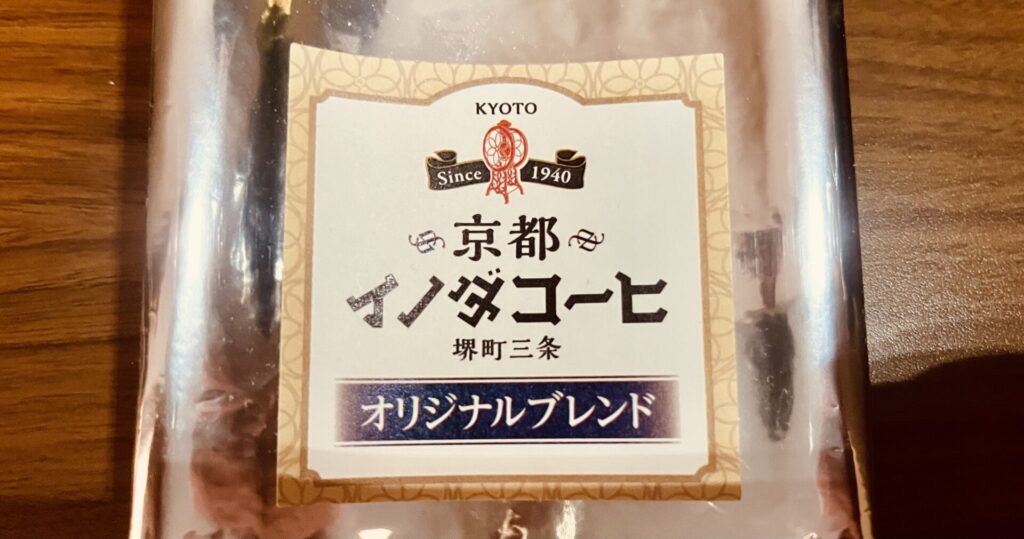 KYOTO
Since 1940
京都
イノダコーヒ
堺町三条
オリジナルブレンド